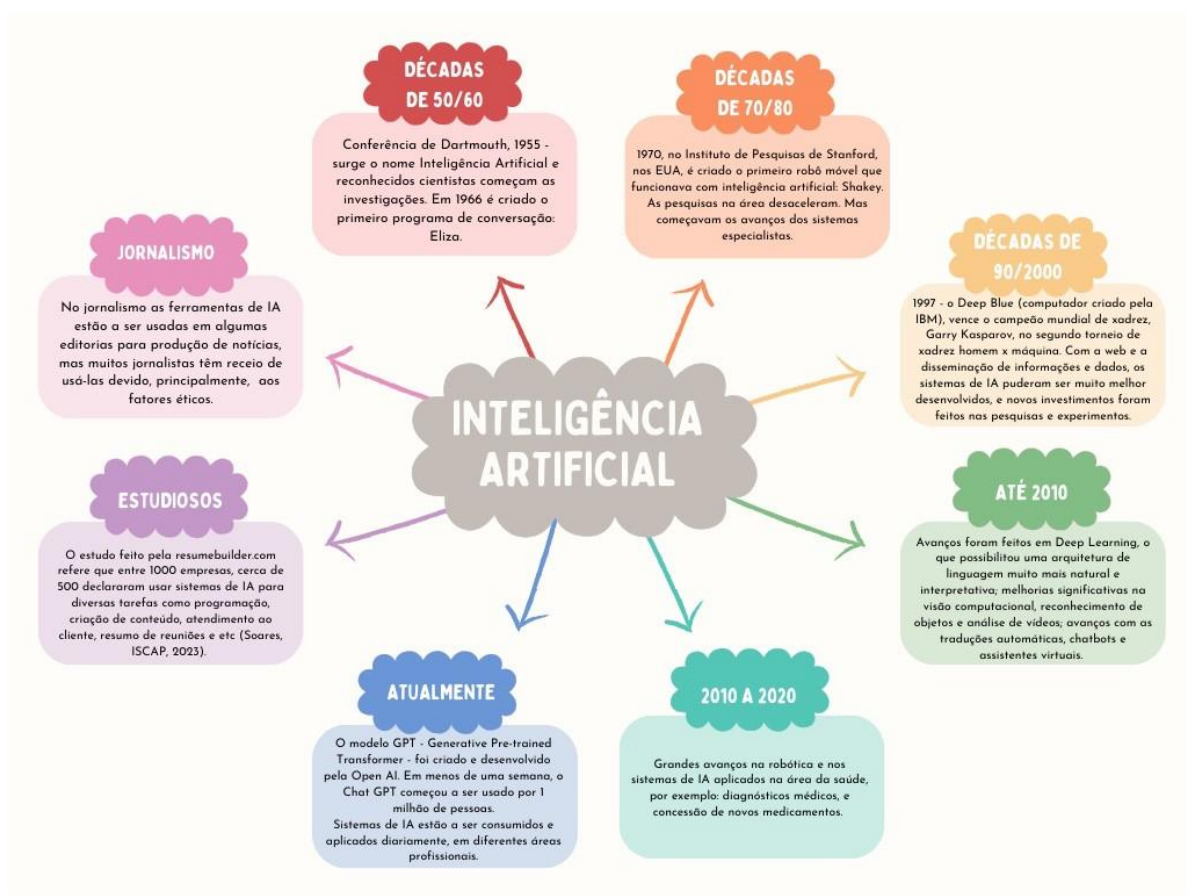 INTELIGÊNCIA
ARTIFICIAL
DÉCADAS
DE 50/60
Conferência de Dartmouth, 1955 -
surge o nome Inteligência Artificial e
reconhecidos cientistas começam as
investigações. Em 1966 é criado o
primeiro programa de conversação:
Eliza.
DÉCADAS
DE 70/80
1970, no Instituto de Pesquisas de Stanford,
nos EUA, é criado o primeiro robô móvel que
funcionava com inteligência artificial: Shakey.
As pesquisas na área desaceleram. Mas
começavam os avanços dos sistemas
especialistas.
DÉCADAS DE
90/2000
1997 - o Deep Blue (computador criado pela
IBM), vence o campeão mundial de xadrez,
Garry Kasparov, no segundo torneio de
xadrez homem x máquina. Com a web e a
disseminação de informações e dados, os
sistemas de IA puderam ser muito melhor
desenvolvidos, e novos investimentos foram
feitos nas pesquisas e experimentos.
ATÉ 2010
Avanços foram feitos em Deep Learning, o
que possibilitou uma arquitetura de
linguagem muito mais natural e
interpretativa; melhorias significativas na
visão computacional, reconhecimento de
objetos e análise de vídeos; avanços com as
traduções automáticas, chatbots e
assistentes virtuais.
2010 A 2020
Grandes avanços na robótica e nos
sistemas de IA aplicados na área da saúde,
por exemplo: diagnósticos médicos, e
concessão de novos medicamentos.
ATUALMENTE
O modelo GPT - Generative Pre-trained
Transformer - foi criado e desenvolvido
pela Open AI. Em menos de uma semana, o
Chat GPT começou a ser usado por 1
milhão de pessoas.
Sistemas de IA estão a ser consumidos e
aplicados diariamente, em diferentes áreas
profissionais.
ESTUDIOSOS
O estudo feito pela resumebuilder.com
refere que entre 1000 empresas, cerca de
500 declararam usar sistemas de IA para
diversas tarefas como programação,
criação de conteúdo, atendimento ao
cliente, resumo de reuniões e etc (Soares,
ISCAP, 2023).
JORNALISMO
No jornalismo as ferramentas de IA
estão a ser usadas em algumas
editorias para produção de notícias,
mas muitos jornalistas têm receio de
usá-las devido, principalmente, aos
fatores éticos.